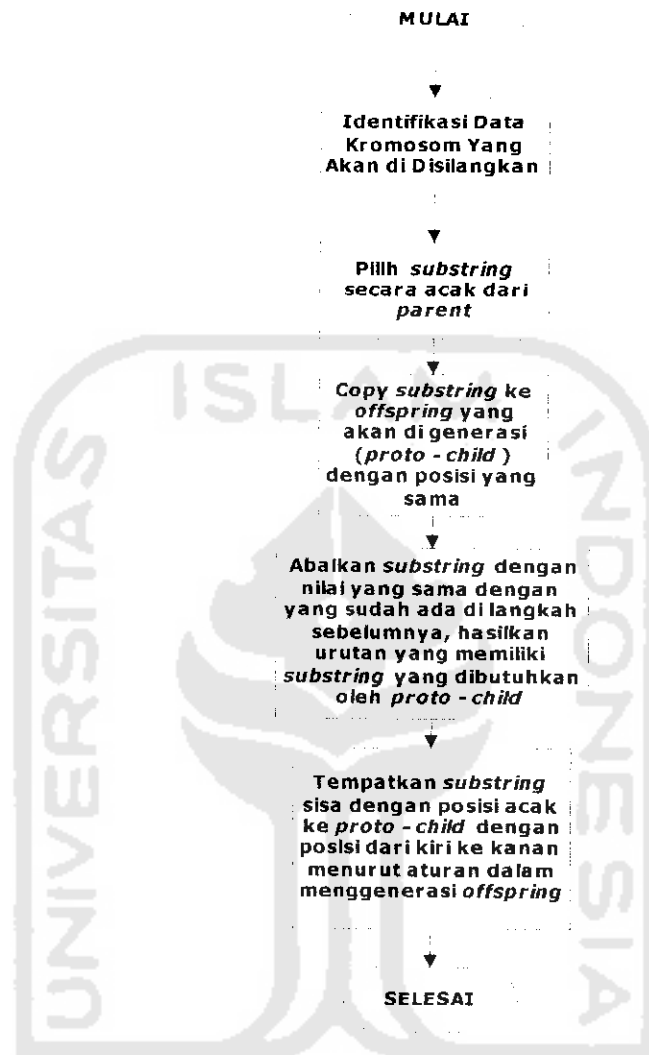 MULAI
Identifikasi Data
Kromosom Yang
Akan di Disilangkan
Pilih substring
secara acak dari
parent
Copy substring ke
offspring yang
akan di generasi
(proto - child )
dengan posisi yang
sama
Abaikan substring dengan
nilai yang sama dengan
yang sudah ada di langkah
sebelumnya, hasilkan
urutan yang memiliki
substring yang dibutuhkan
oleh proto - child
Tempatkan substring
sisa dengan posisi acak
ke proto - child dengan
posisi dari kiri ke kanan
menurut aturan dalam
menggenerasi offspring
SELESAI
UNIVERSITAS
ISLAM
INDONESIA